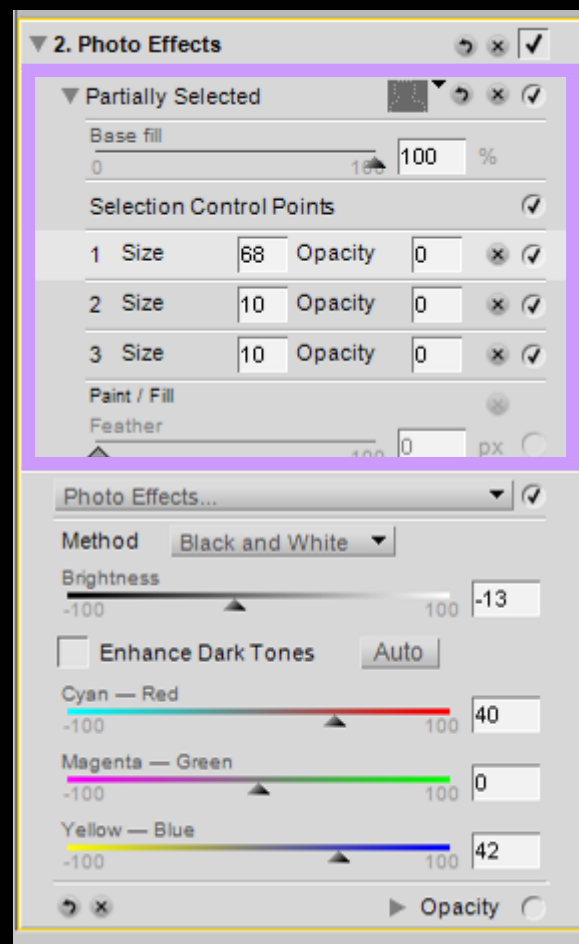 2. Photo Effects
Partially Selected
Base fill
0 100 100 %
Selection Control Points
1 Size 68 Opacity 0
2 Size 10 Opacity 0
3 Size 10 Opacity 0
Paint / Fill
Feather
100 0 px
Photo Effects...
Method Black and White
Brightness
-100 100 -13
Enhance Dark Tones Auto
Cyan — Red
-100 100 40
Magenta — Green
-100 100 0
Yellow — Blue
-100 100 42
Opacity